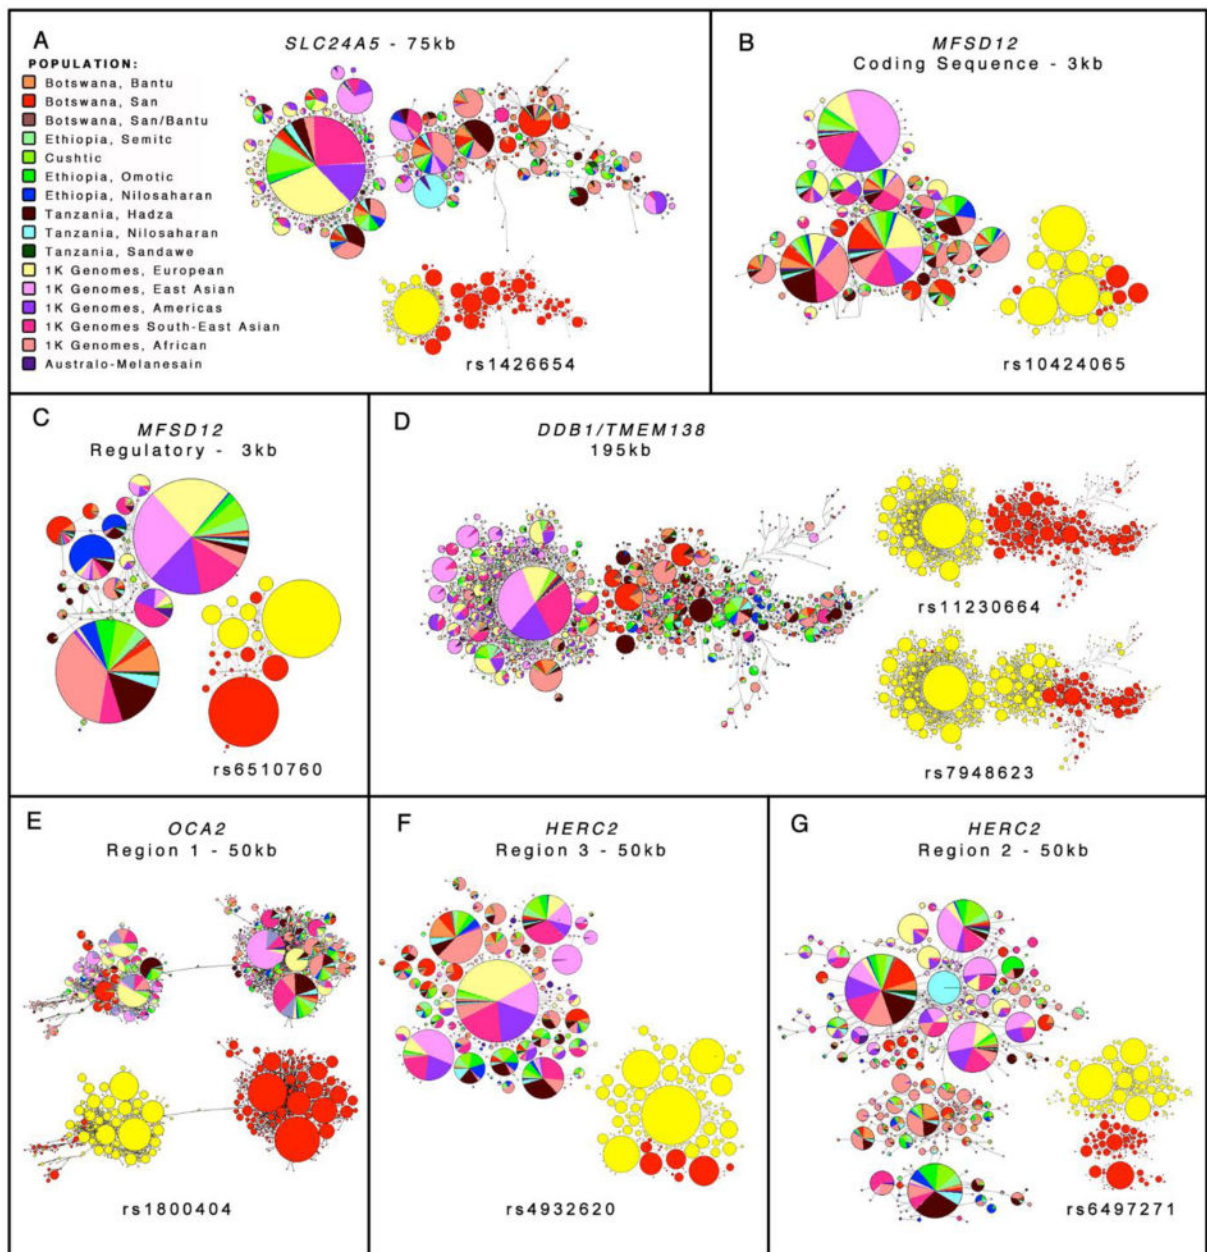 A
SLC24A5 - 75kb
POPULATION:
Botswana, Bantu
Botswana, San
Botswana, San/Bantu
Ethiopia, Semitc
Cushtic
Ethiopia, Omotic
Ethiopia, Nilosaharan
Tanzania, Hadza
Tanzania, Nilosaharan
Tanzania, Sandawe
1K Genomes, European
1K Genomes, East Asian
1K Genomes, Americas
1K Genomes South-East Asian
1K Genomes, African
Australo-Melanesain
rs1426654
B
MFSD12
Coding Sequence - 3kb
rs10424065
C
MFSD12
Regulatory - 3kb
rs6510760
D
DDB1/TMEM138
195kb
rs11230664
rs7948623
E
OCA2
Region 1 - 50kb
rs1800404
F
HERC2
Region 3 - 50kb
rs4932620
G
HERC2
Region 2 - 50kb
rs6497271